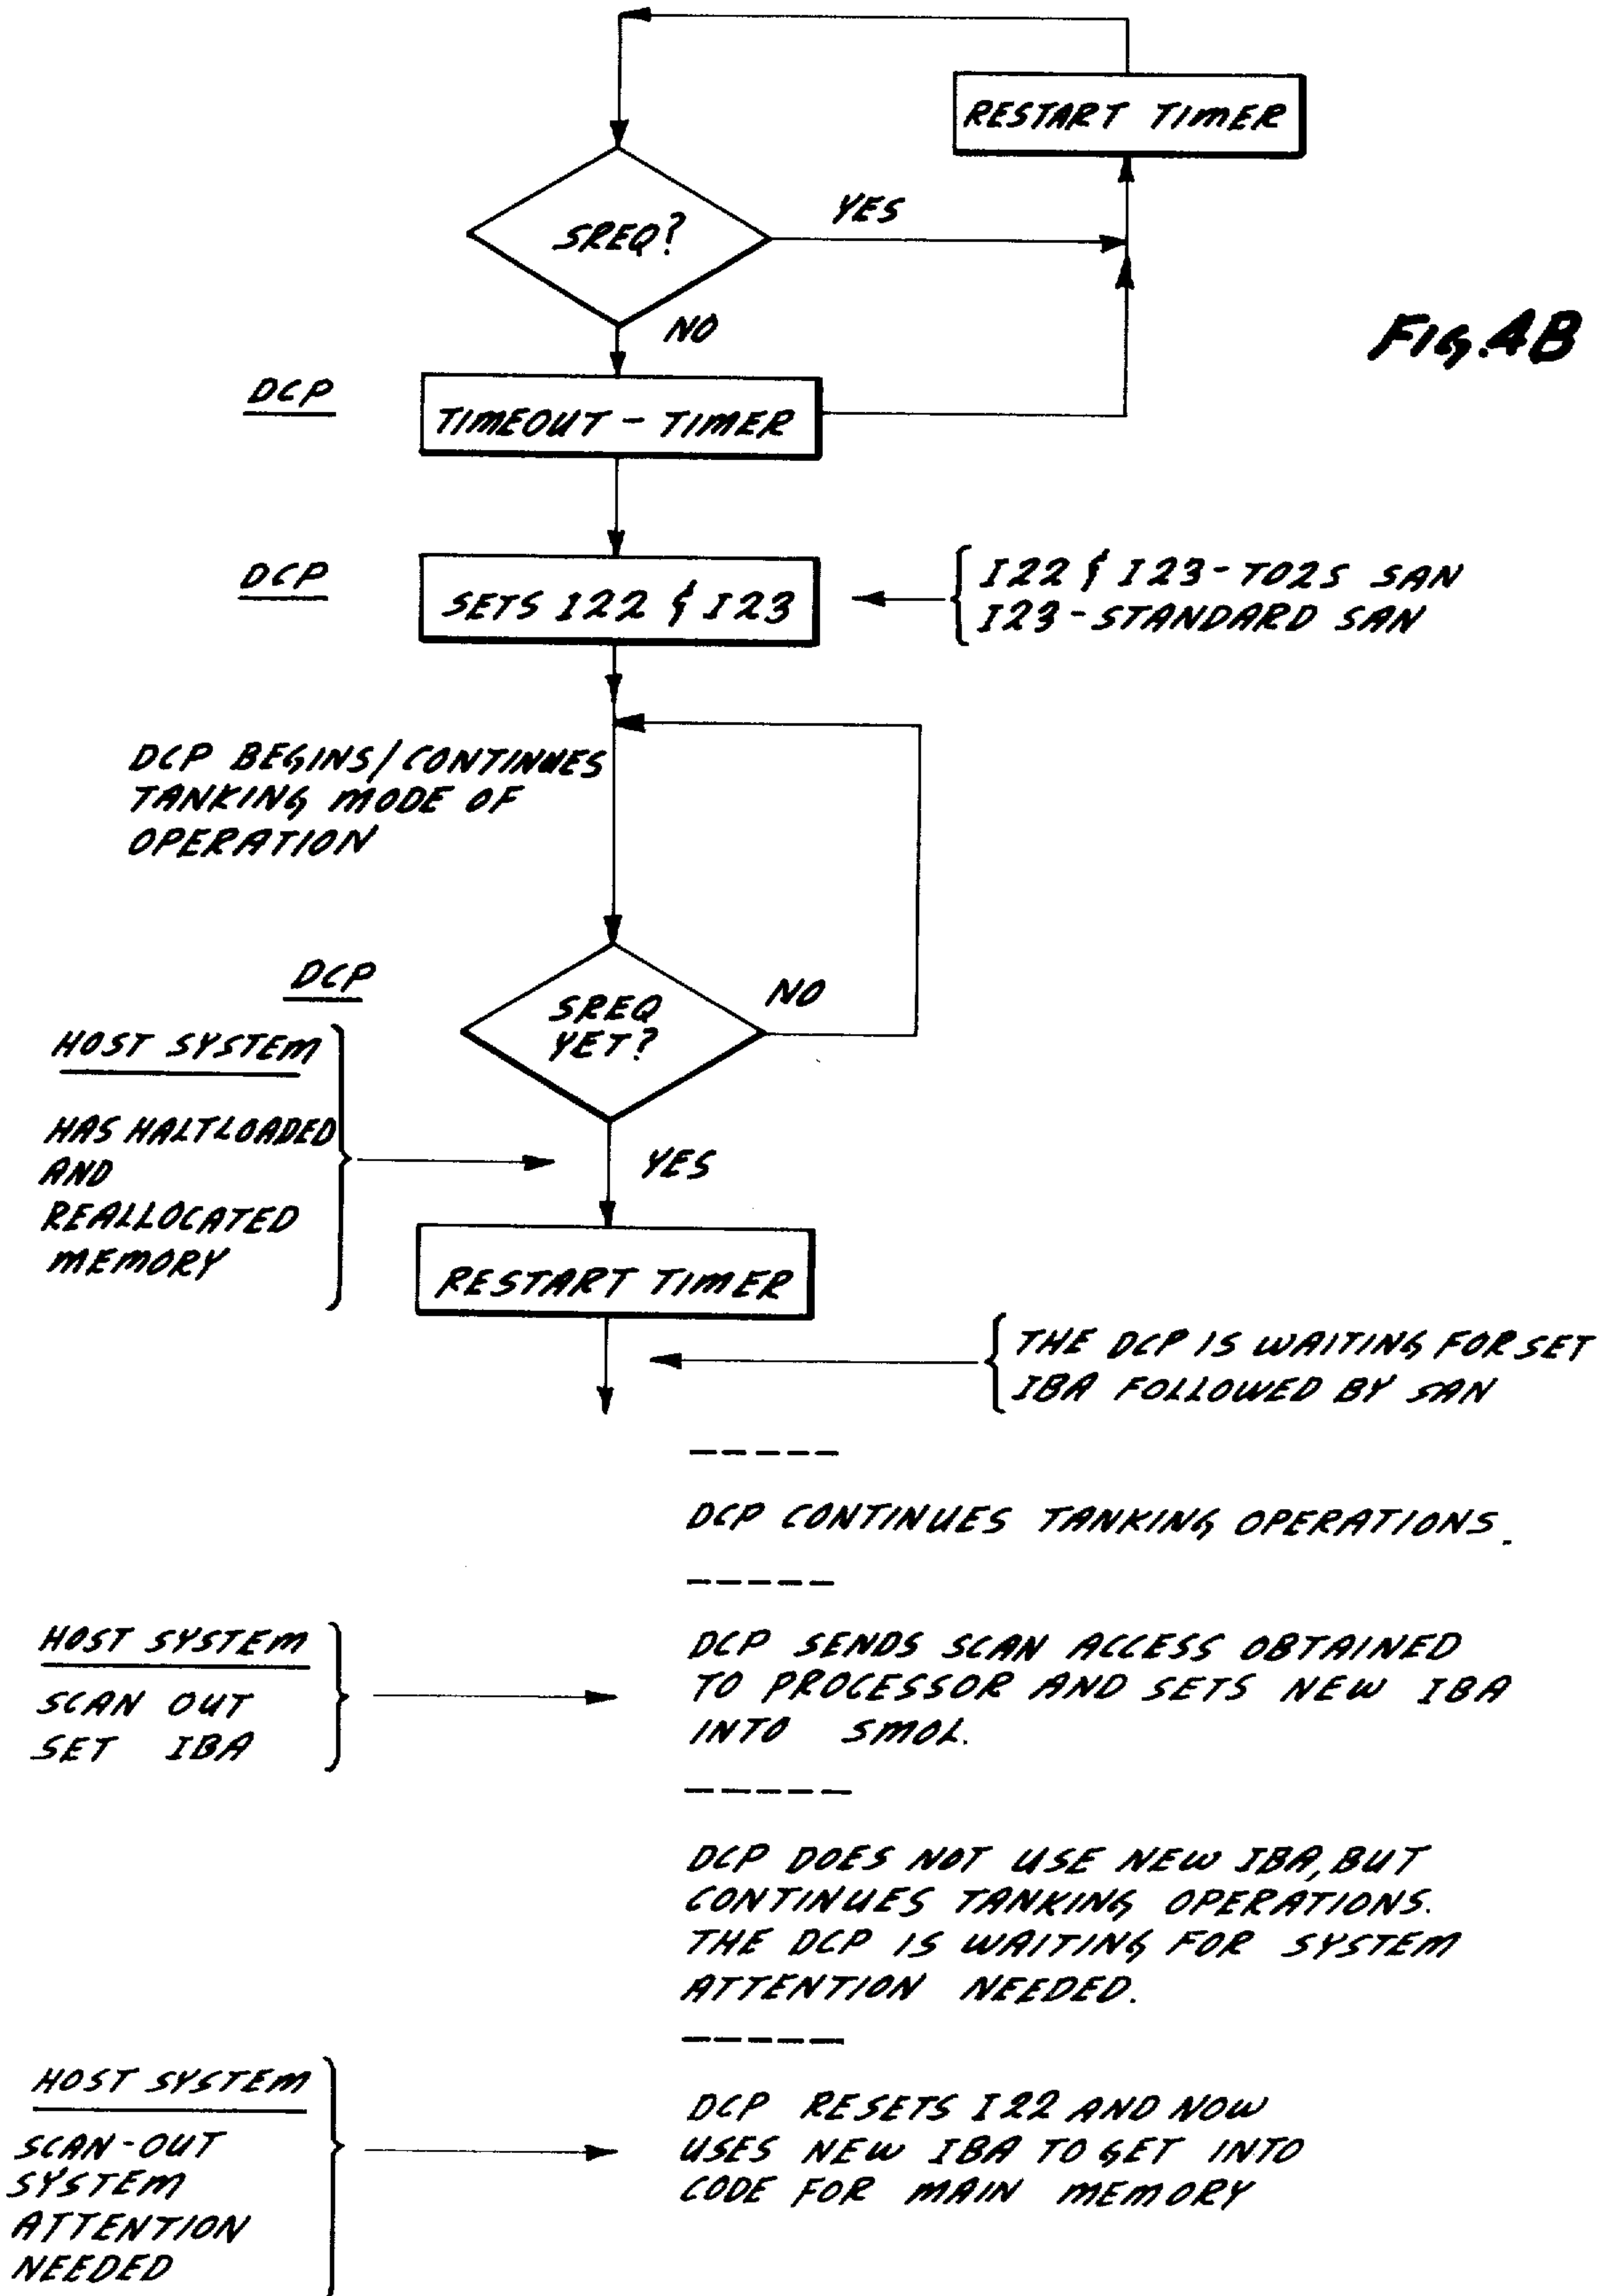 RESTART TIMER
SREQ?
YES
NO
FIG.4B
DCP
TIMEOUT - TIMER
DCP
SETS I22 & I23
I22 & I23 - TO2S SAN
I23 - STANDARD SAN
DCP BEGINS/CONTINUES
TANKING MODE OF
OPERATION
DCP
SREQ
YET?
NO
HOST SYSTEM
HAS HALTLOADED
AND
REALLOCATED
MEMORY
YES
RESTART TIMER
THE DCP IS WAITING FOR SET
IBA FOLLOWED BY SAN
DCP CONTINUES TANKING OPERATIONS.
HOST SYSTEM
SCAN OUT
SET IBA
DCP SENDS SCAN ACCESS OBTAINED
TO PROCESSOR AND SETS NEW IBA
INTO SMOL.
DCP DOES NOT USE NEW IBA, BUT
CONTINUES TANKING OPERATIONS.
THE DCP IS WAITING FOR SYSTEM
ATTENTION NEEDED.
HOST SYSTEM
SCAN-OUT
SYSTEM
ATTENTION
NEEDED
DCP RESETS I22 AND NOW
USES NEW IBA TO GET INTO
CODE FOR MAIN MEMORY